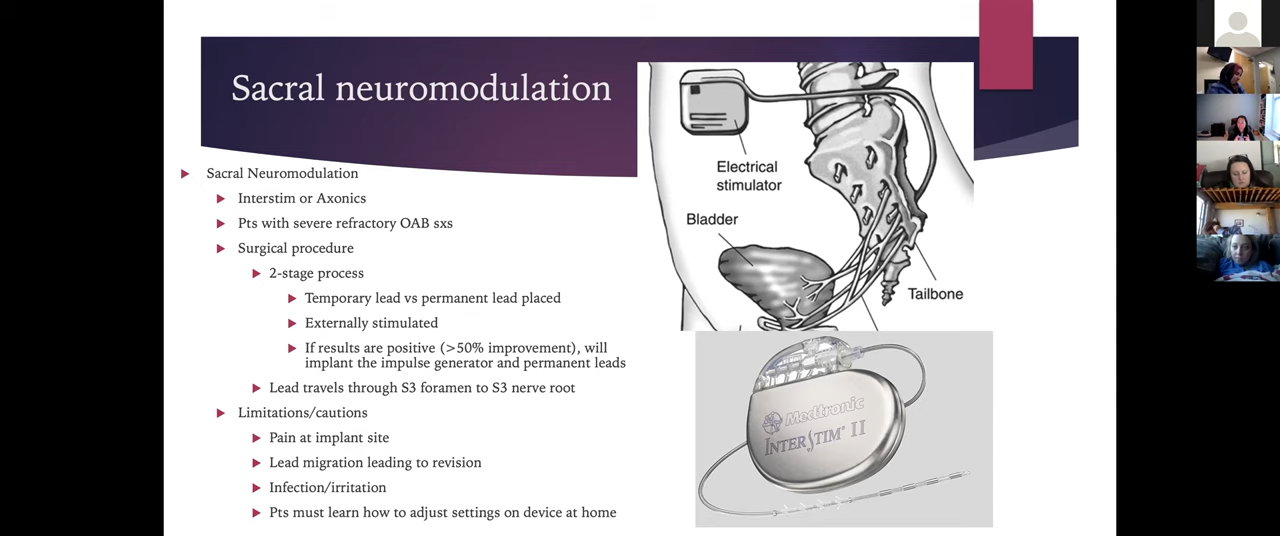 Sacral neuromodulation
Sacral Neuromodulation
Interstim or Axonics
Pts with severe refractory OAB sxs
Surgical procedure
2-stage process
Temporary lead vs permanent lead placed
Externally stimulated
If results are positive (>50% improvement), will
implant the impulse generator and permanent leads
Lead travels through S3 foramen to S3 nerve root
Limitations/cautions
Pain at implant site
Lead migration leading to revision
Infection/irritation
Pts must learn how to adjust settings on device at home
Electrical
stimulator
Bladder
Tailbone
Medtronic
INTERSTIM® II